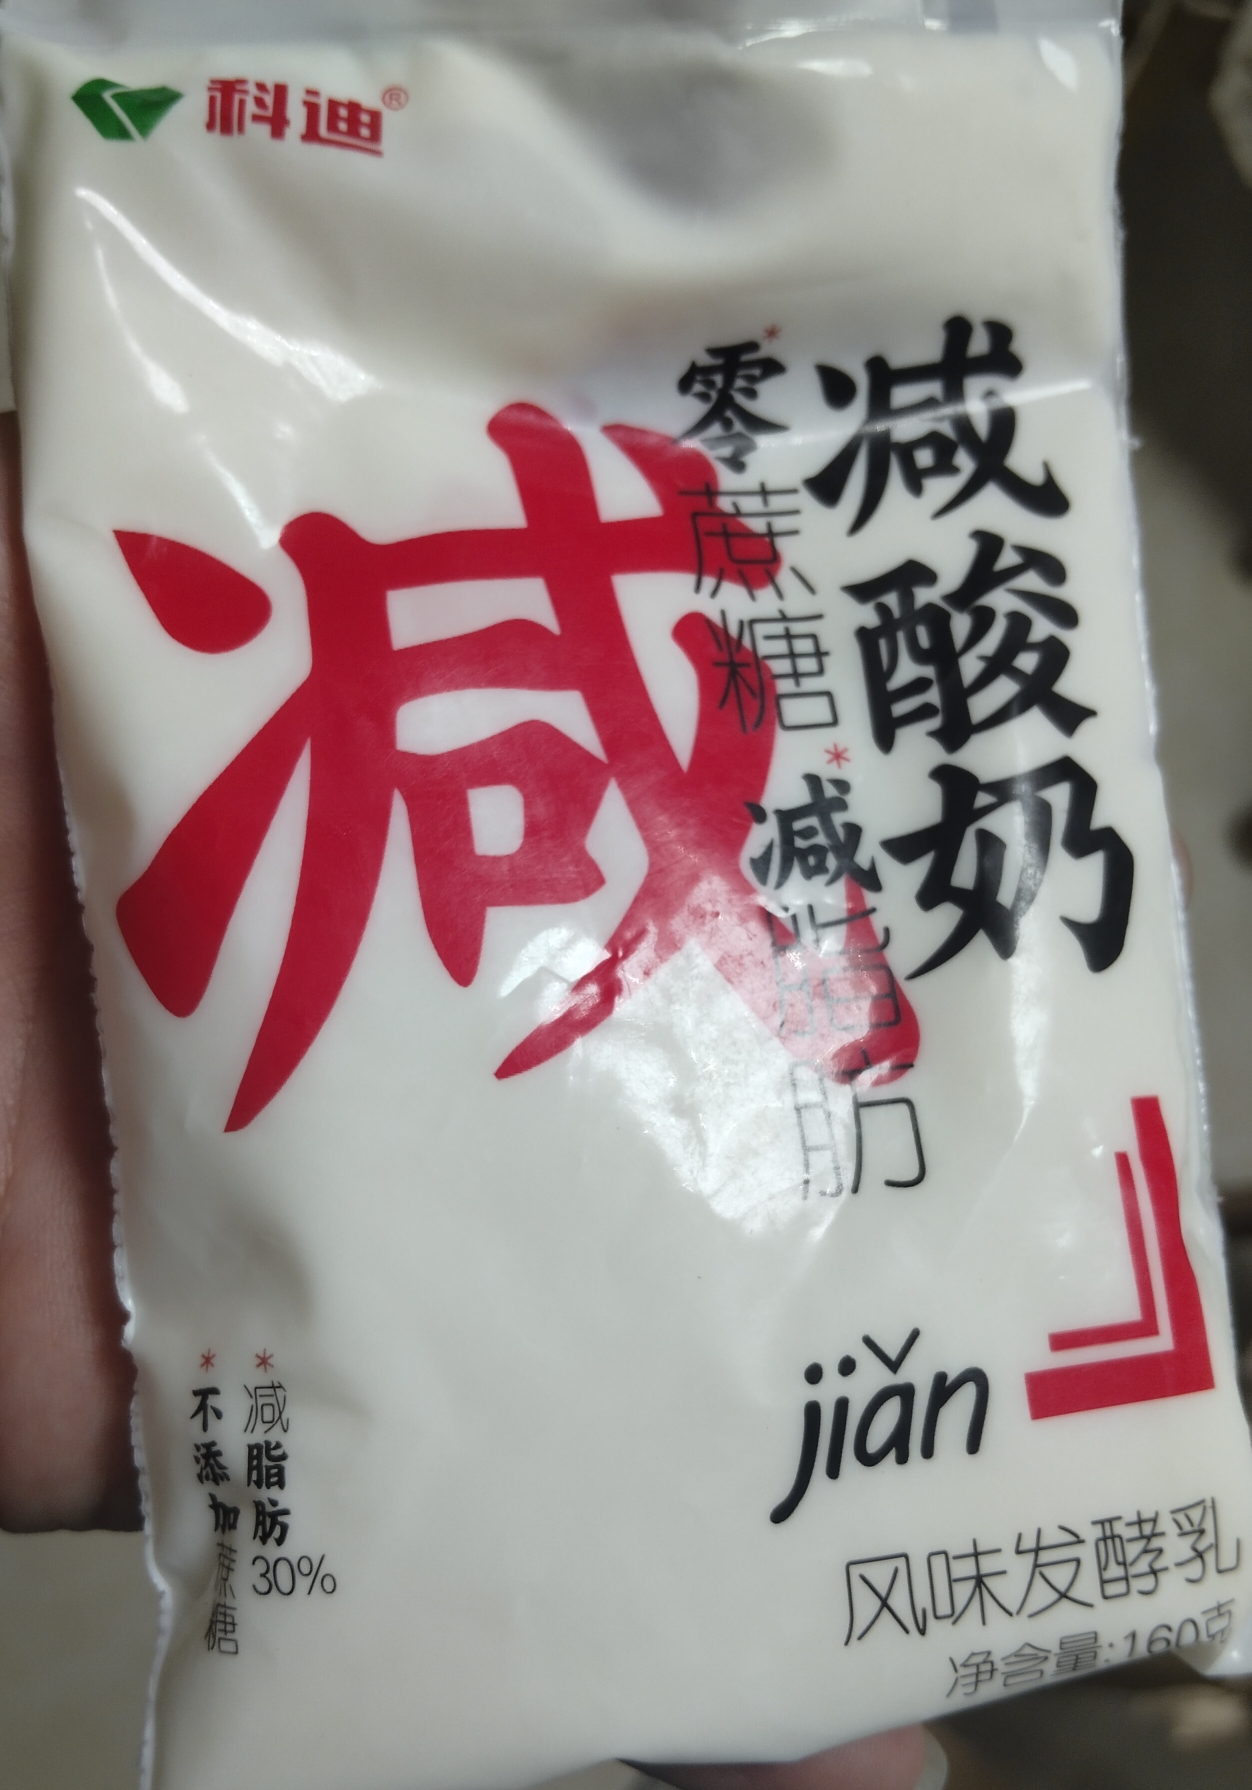 科迪®
减酸奶
零*蔗糖
*减脂肪
减
jiǎn
风味发酵乳
净含量:160克
*减脂肪30%
*不添加蔗糖